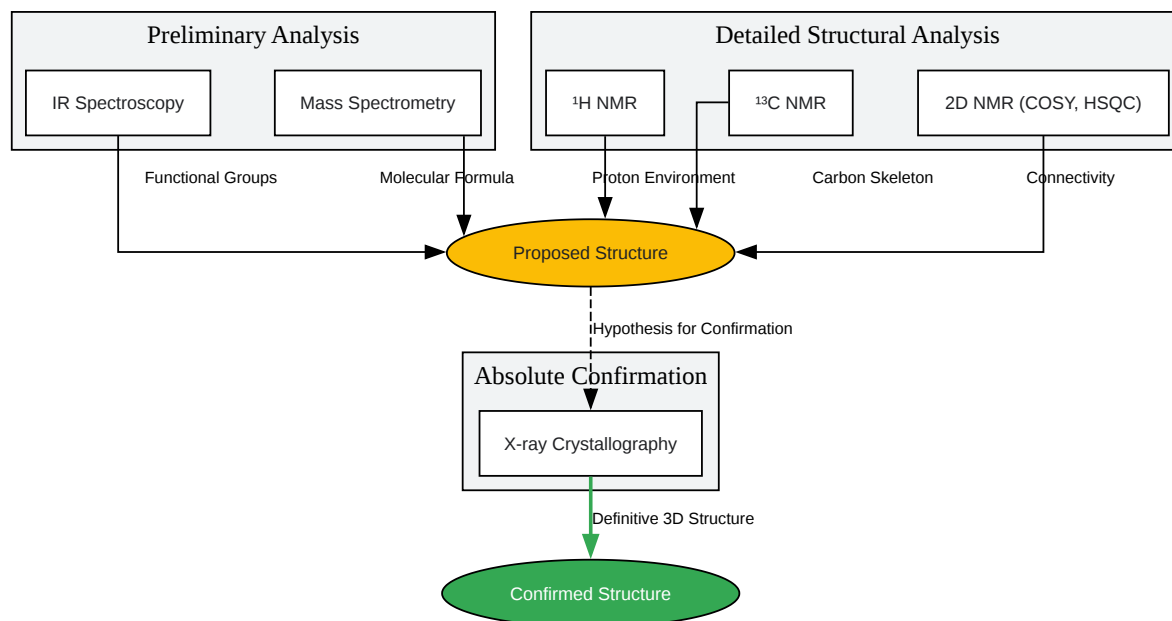 Preliminary Analysis
Detailed Structural Analysis
IR Spectroscopy
Mass Spectrometry
¹H NMR
¹³C NMR
2D NMR (COSY, HSQC)
Functional Groups
Molecular Formula
Proton Environment
Carbon Skeleton
Connectivity
Proposed Structure
Hypothesis for Confirmation
Absolute Confirmation
X-ray Crystallography
Definitive 3D Structure
Confirmed Structure